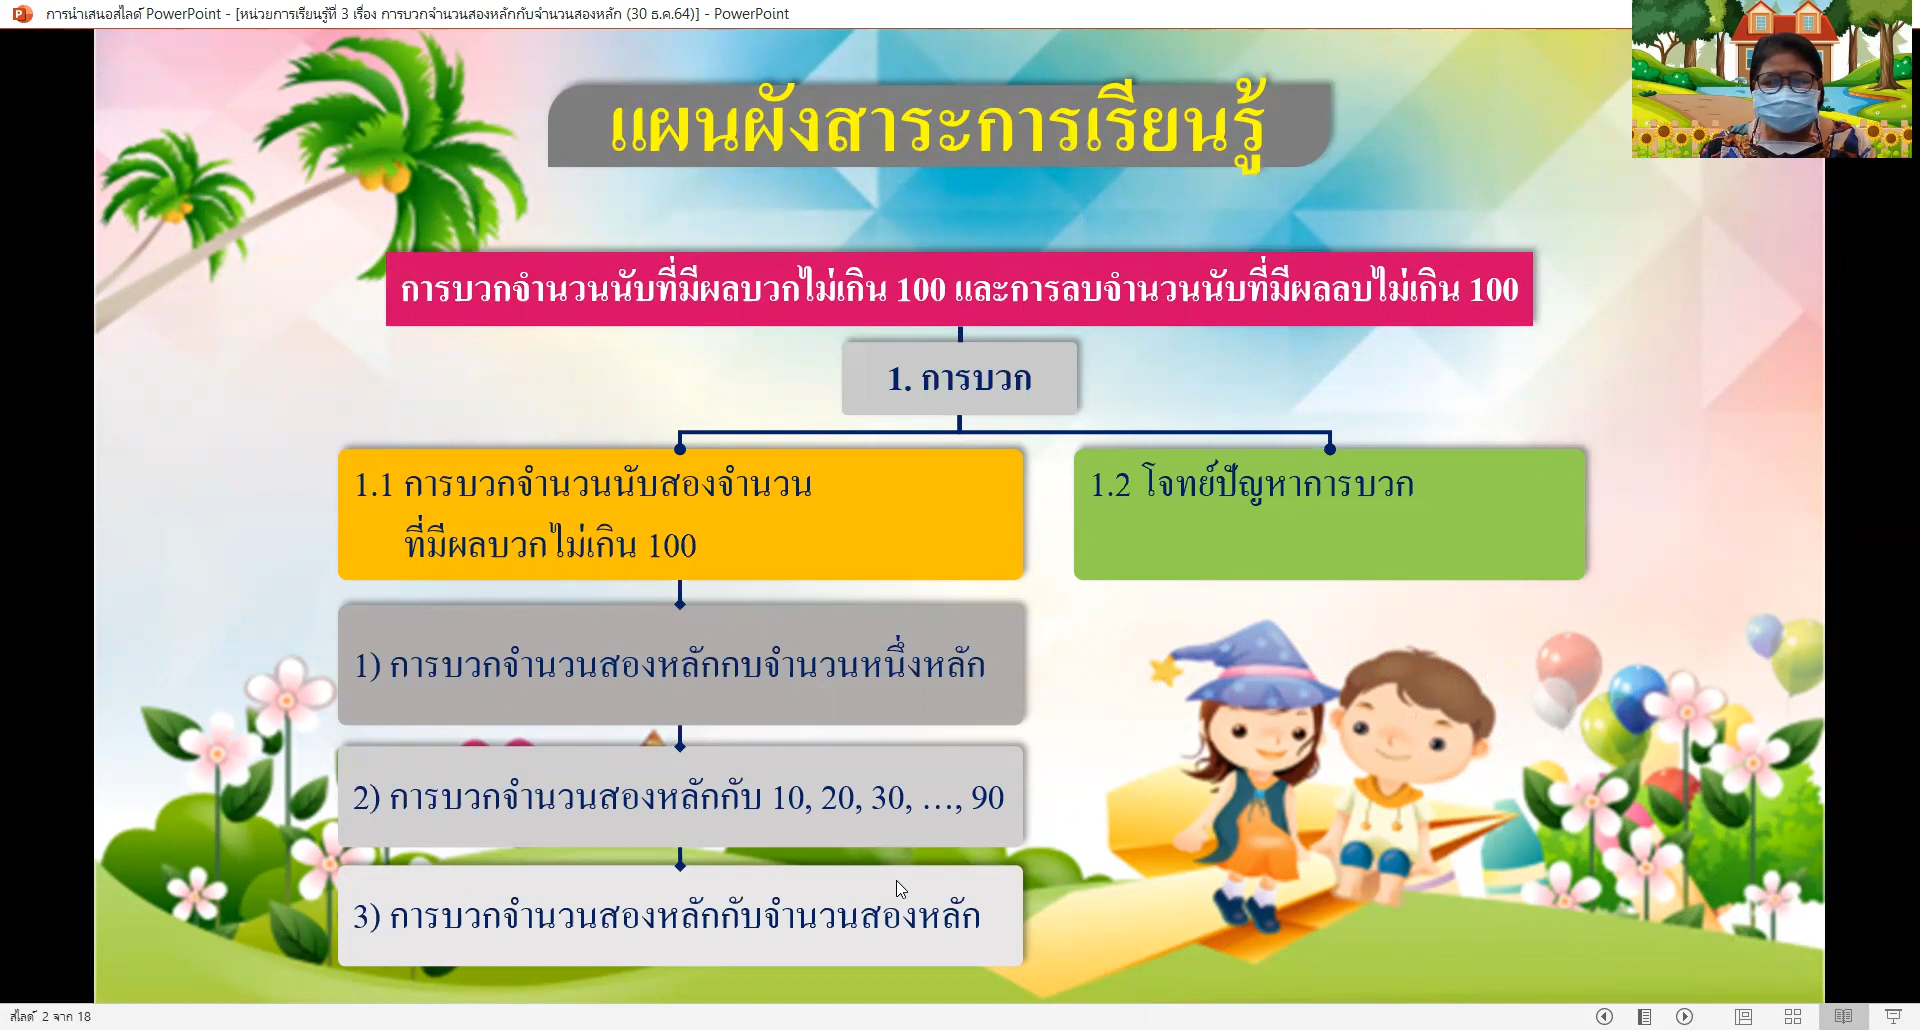 การนำเสนอสไลด์ PowerPoint - [หน่วยการเรียนรู้ที่ 3 เรื่อง การบวกจำนวนสองหลักกับจำนวนสองหลัก (30 ธ.ค.64)] - PowerPoint
แผนผังสาระการเรียนรู้
การบวกจำนวนนับที่มีผลบวกไม่เกิน 100 และการลบจำนวนนับที่มีผลลบไม่เกิน 100
1. การบวก
1.1 การบวกจำนวนนับสองจำนวน
ที่มีผลบวกไม่เกิน 100
1.2 โจทย์ปัญหาการบวก
1) การบวกจำนวนสองหลักกบจำนวนหนึ่งหลัก
2) การบวกจำนวนสองหลักกับ 10, 20, 30, …, 90
3) การบวกจำนวนสองหลักกับจำนวนสองหลัก
สไลด์ 2 จาก 18